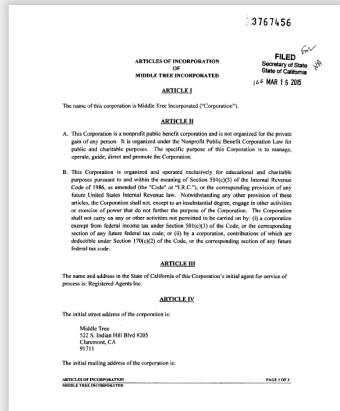 3767456
FILED
Secretary of State
State of California
MAR 16 2015
ARTICLES OF INCORPORATION
OF
MIDDLE TREE INCORPORATED
ARTICLE I
The name of this corporation is Middle Tree Incorporated ("Corporation").
ARTICLE II
A. This Corporation is a nonprofit public benefit corporation and is not organized for the private
gain of any person. It is organized under the Nonprofit Public Benefit Corporation Law for
public and charitable purposes. The specific purpose of this Corporation is to manage,
operate, guide, direct and promote the Corporation.
B. This Corporation is organized and operated exclusively for educational and charitable
purposes pursuant to and within the meaning of Section 501(c)(3) of the Internal Revenue
Code of 1986, as amended (the "Code" or "I.R.C."), or the corresponding provision of any
future United States Internal Revenue law. Notwithstanding any other provision of these
articles, the Corporation shall not, except to an insubstantial degree, engage in other activities
or exercise of power that do not further the purpose of the Corporation. The Corporation
shall not carry on any other activities not permitted to be carried on by: (i) a corporation
exempt from federal income tax under Section 501(c)(3) of the Code, or the corresponding
section of any future federal tax code; or (ii) by a corporation, contributions of which are
deductible under Section 170(c)(2) of the Code, or the corresponding section of any future
federal tax code.
ARTICLE III
The name and address in the State of California of this Corporation's initial agent for service of
process is: Registered Agents Inc.
ARTICLE IV
The initial street address of the corporation is:
Middle Tree
522 S. Indian Hill Blvd #205
Claremont, CA
91711
The initial mailing address of the corporation is:
ARTICLES OF INCORPORATION PAGE 1 OF 3
MIDDLE TREE INCORPORATED